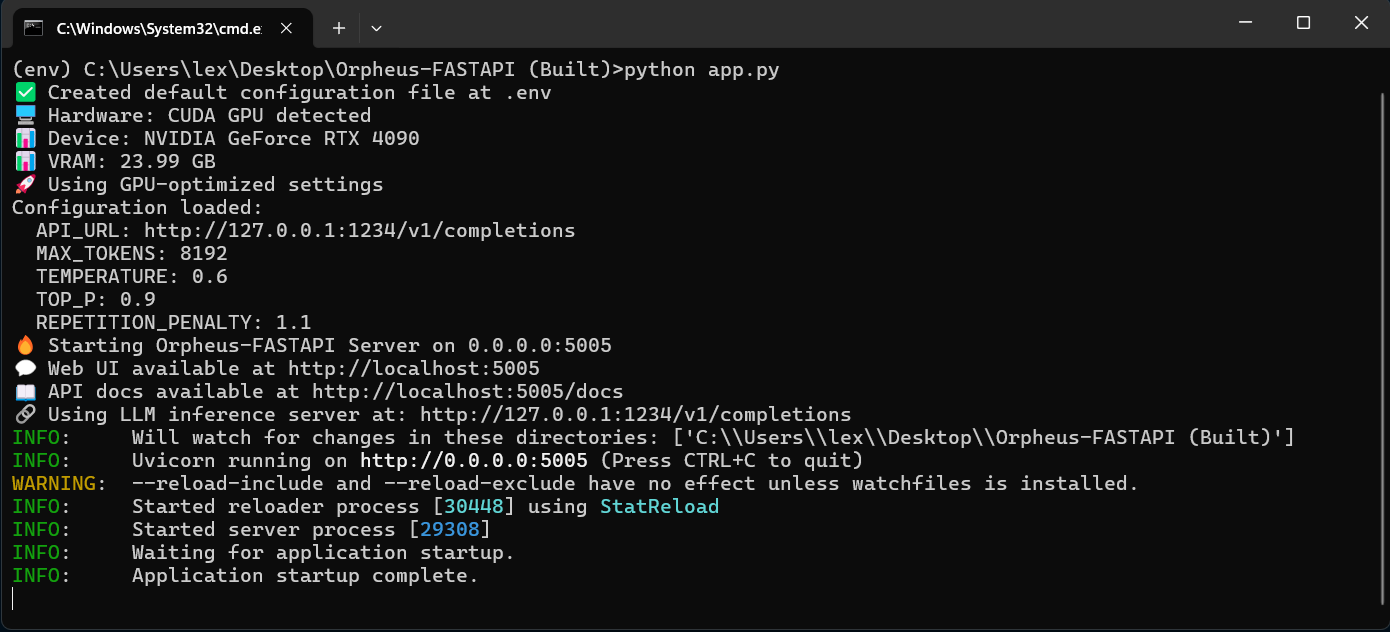 C:\Windows\System32\cmd.e
(env) C:\Users\lex\Desktop\Orpheus-FASTAPI (Built)>python app.py
✅ Created default configuration file at .env
🖥️ Hardware: CUDA GPU detected
📊 Device: NVIDIA GeForce RTX 4090
📊 VRAM: 23.99 GB
🚀 Using GPU-optimized settings
Configuration loaded:
  API_URL: http://127.0.0.1:1234/v1/completions
  MAX_TOKENS: 8192
  TEMPERATURE: 0.6
  TOP_P: 0.9
  REPETITION_PENALTY: 1.1
🔥 Starting Orpheus-FASTAPI Server on 0.0.0.0:5005
💬 Web UI available at http://localhost:5005
📖 API docs available at http://localhost:5005/docs
🔗 Using LLM inference server at: http://127.0.0.1:1234/v1/completions
INFO:     Will watch for changes in these directories: ['C:\\Users\\lex\\Desktop\\Orpheus-FASTAPI (Built)']
INFO:     Uvicorn running on http://0.0.0.0:5005 (Press CTRL+C to quit)
WARNING:  --reload-include and --reload-exclude have no effect unless watchfiles is installed.
INFO:     Started reloader process [30448] using StatReload
INFO:     Started server process [29308]
INFO:     Waiting for application startup.
INFO:     Application startup complete.